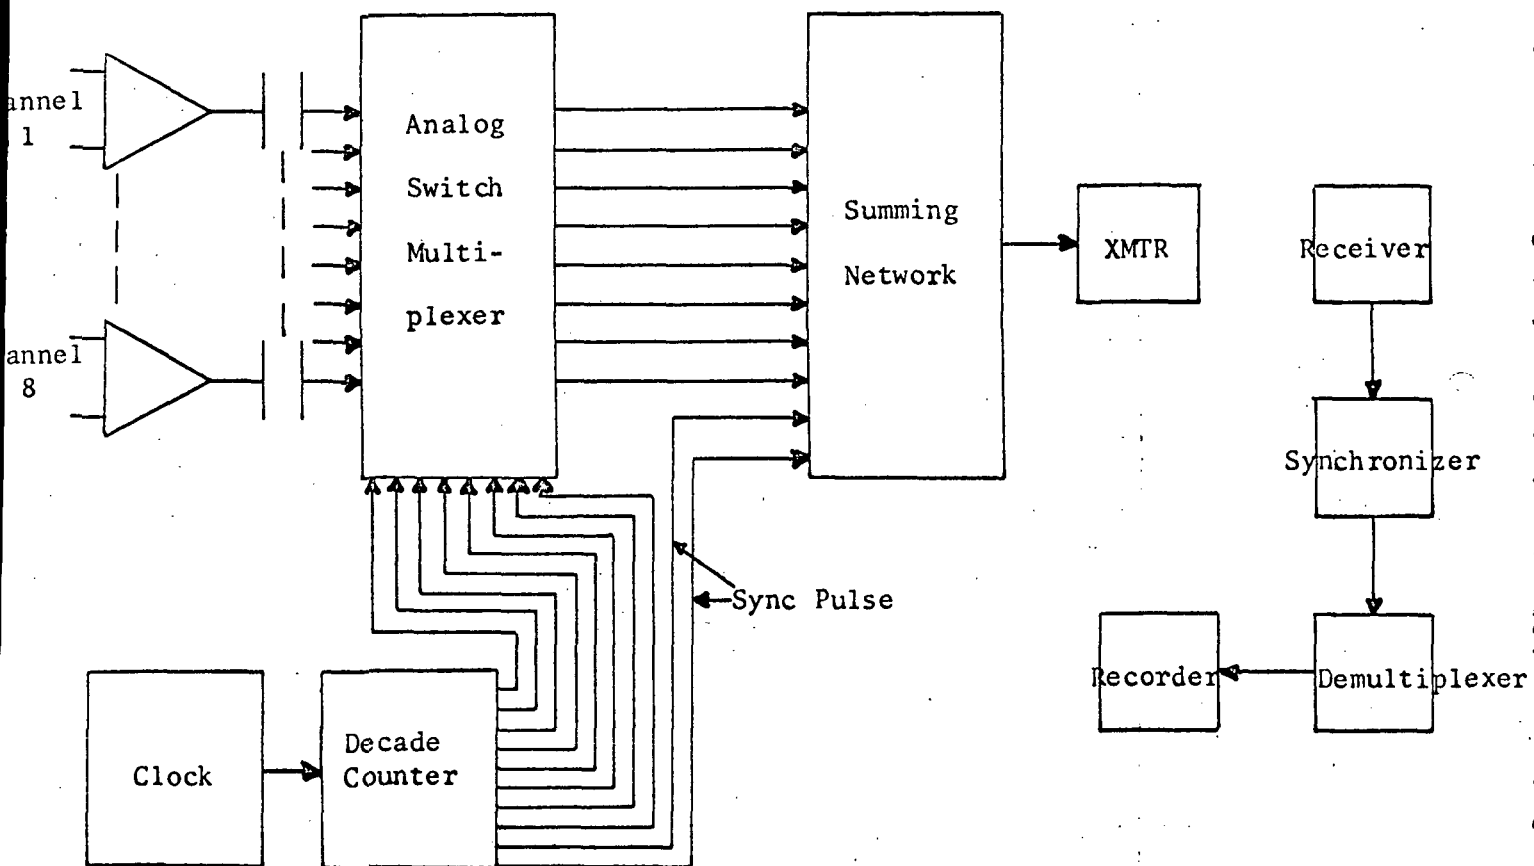 annel
1
annel
8
Analog
Switch
Multi-
plexer
Summing
Network
XMTR
Receiver
Synchronizer
Demultiplexer
Recorder
Sync Pulse
Clock
Decade
Counter